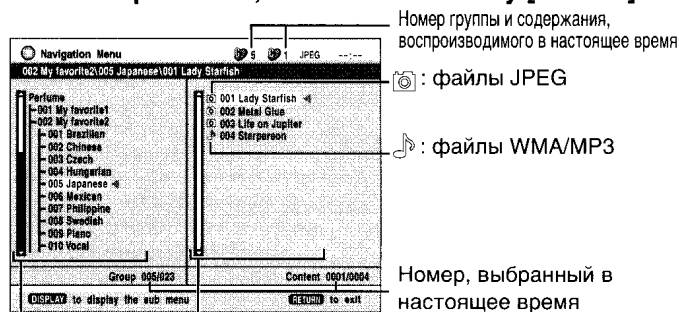 Номер группы и содержания,
воспроизводимого в настоящее время
Navigation Menu
6
1
JPEG
--:--
002 My favorite2\005 Japanese\001 Lady Starfish
Perfume
001 My favorite1
002 My favorite2
001 Brazilian
002 Chinese
003 Czech
004 Hungarian
005 Japanese
006 Mexican
007 Philippine
008 Swedish
009 Piano
010 Vocal
001 Lady Starfish
002 Metal Glue
003 Life on Jupiter
004 Starperson
: файлы JPEG
: файлы WMA/MP3
Group 005/023
Content 0001/0004
DISPLAY to display the sub menu
RETURN to exit
Номер, выбранный в
настоящее время